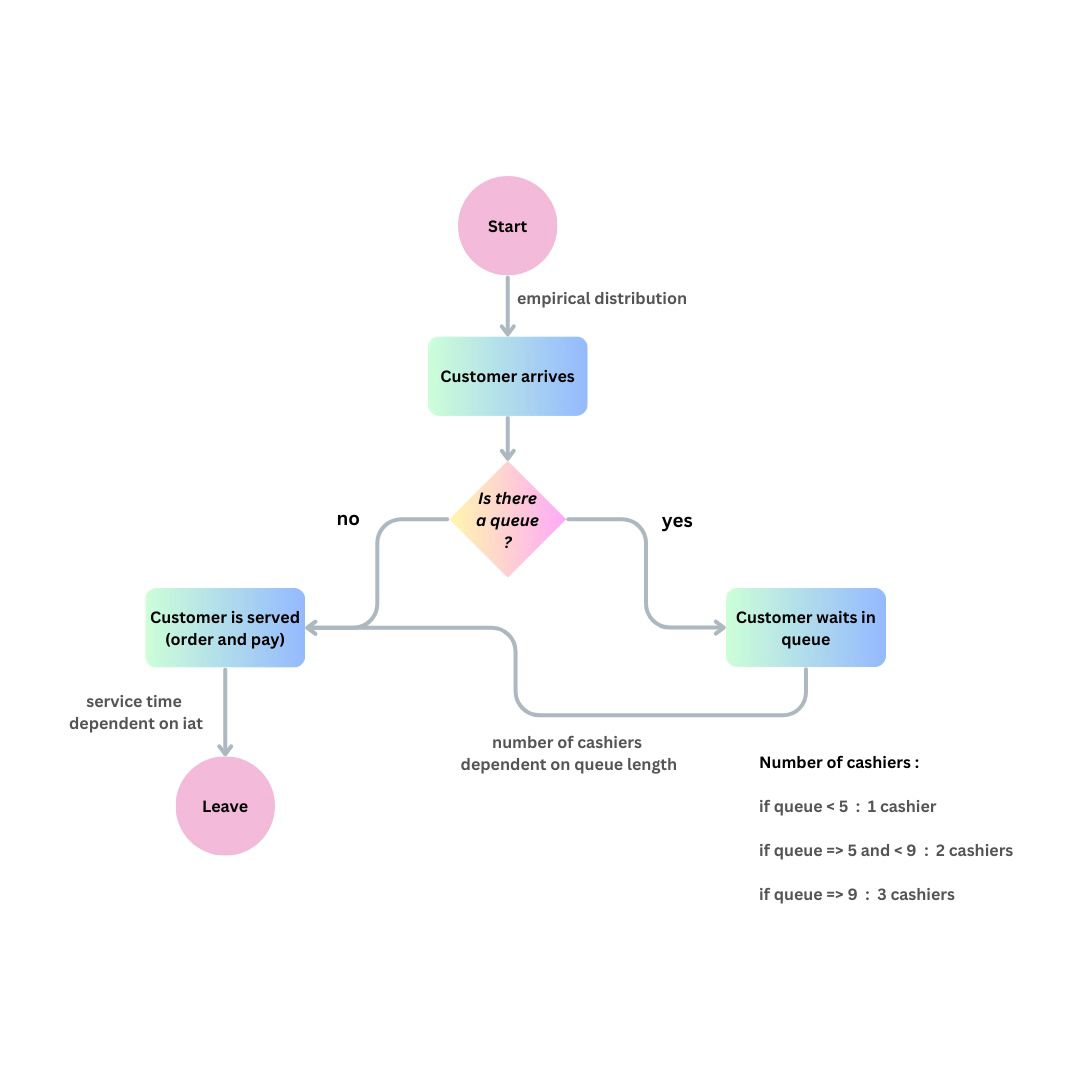 Start
empirical distribution
Customer arrives
Is there
a queue
?
no
yes
Customer is served
(order and pay)
Customer waits in
queue
service time
dependent on iat
number of cashiers
dependent on queue length
Leave
Number of cashiers :
if queue < 5 : 1 cashier
if queue => 5 and < 9 : 2 cashiers
if queue => 9 : 3 cashiers